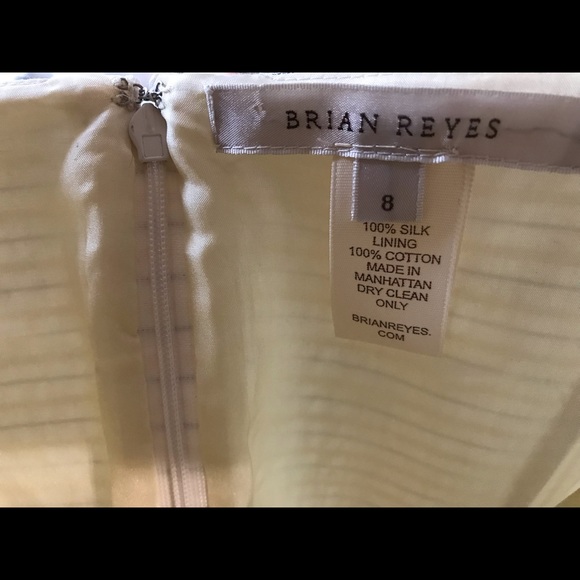 BRIAN REYES
8
100% SILK
LINING
100% COTTON
MADE IN
MANHATTAN
DRY CLEAN
ONLY
BRIANREYES.
COM